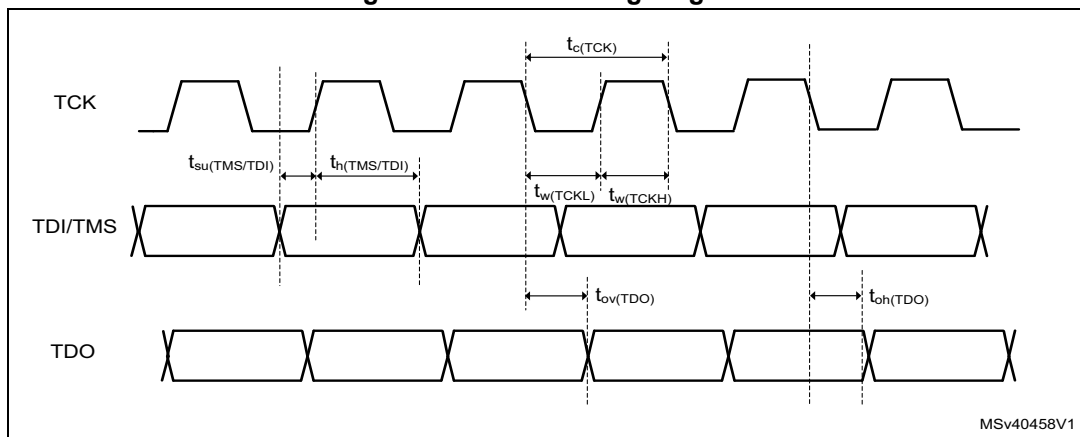 tc(TCK)
TCK
tsu(TMS/TDI) th(TMS/TDI)
tw(TCKL) tw(TCKH)
TDI/TMS
tov(TDO) toh(TDO)
TDO
MSv40458V1